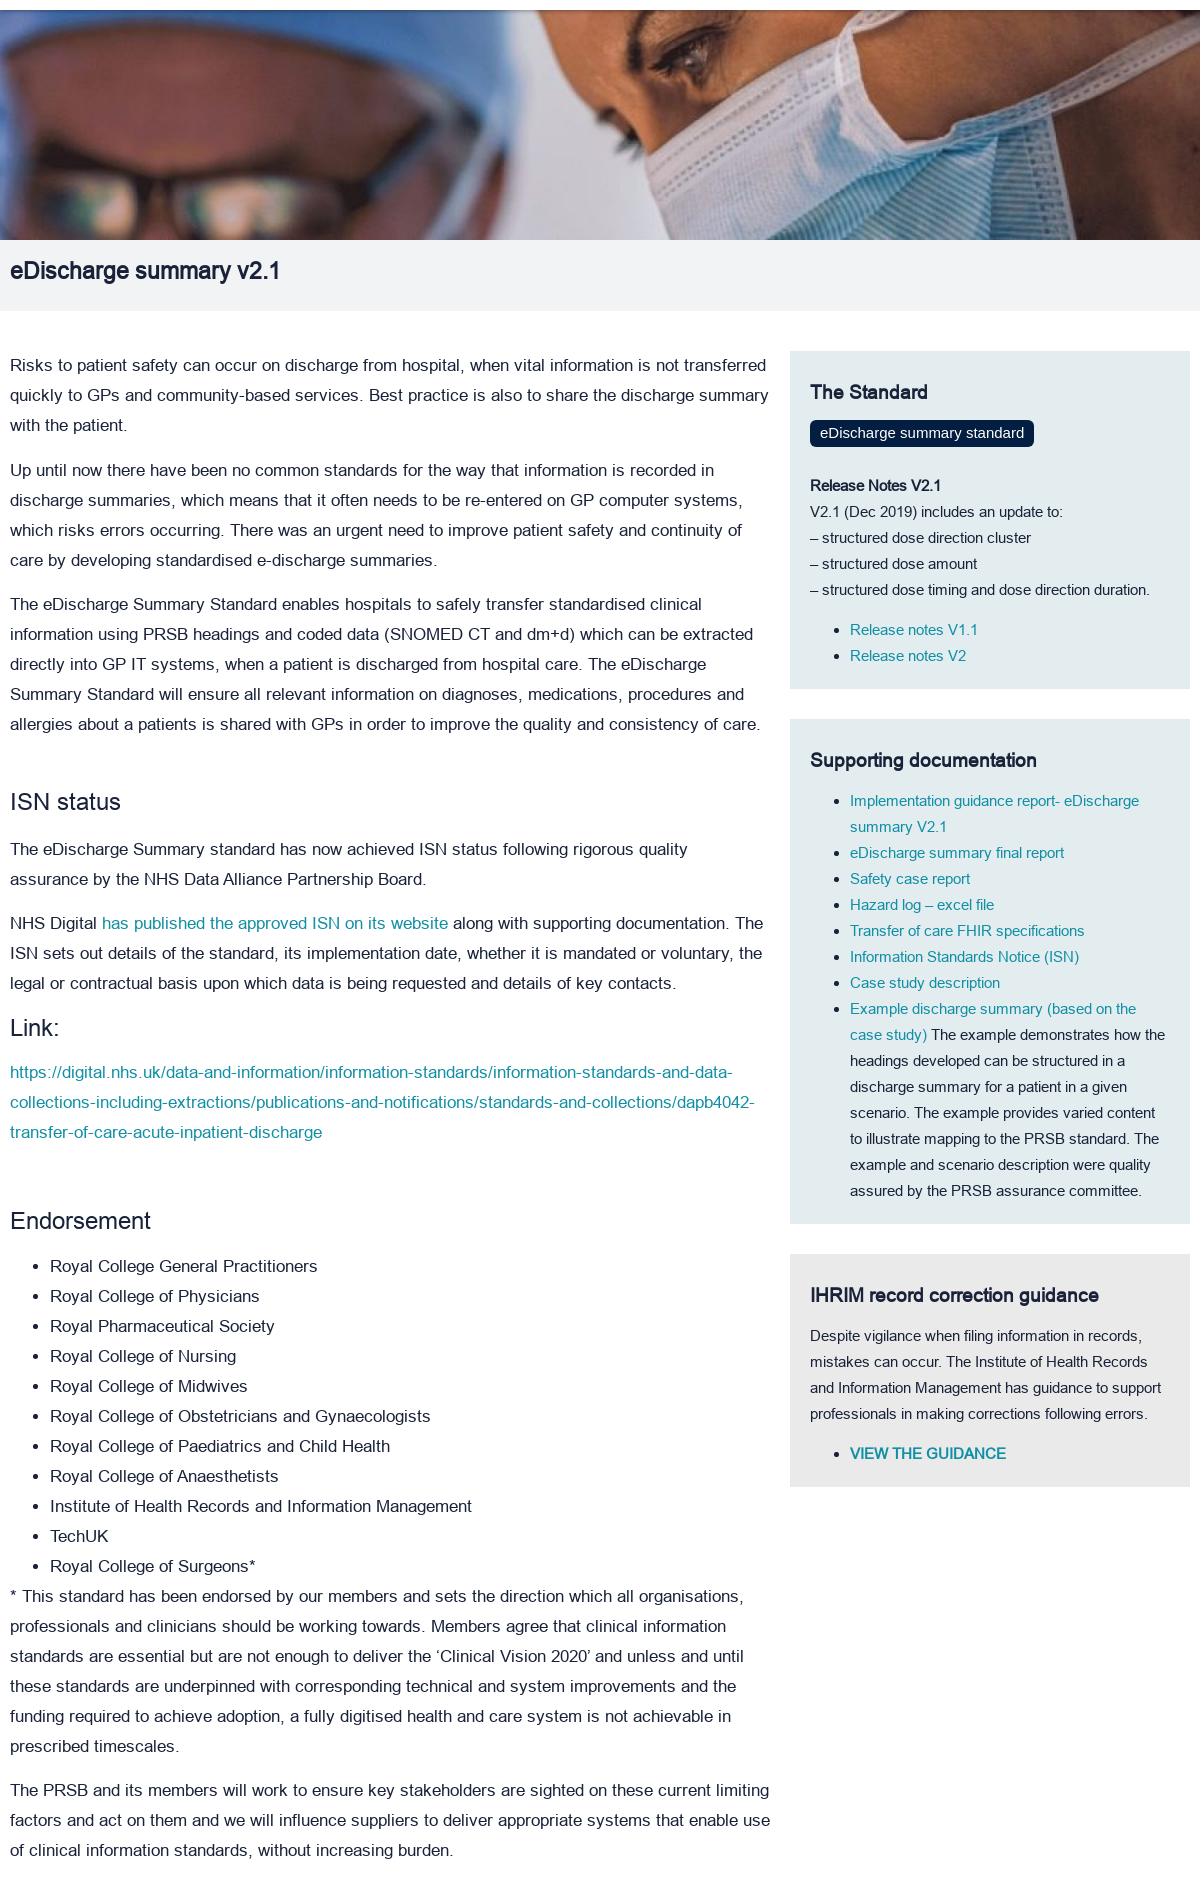 eDischarge summary v2.1
Risks to patient safety can occur on discharge from hospital, when vital information is not transferred
quickly to GPs and community-based services. Best practice is also to share the discharge summary
with the patient.
Up until now there have been no common standards for the way that information is recorded in
discharge summaries, which means that it often needs to be re-entered on GP computer systems,
which risks errors occurring. There was an urgent need to improve patient safety and continuity of
care by developing standardised e-discharge summaries.
The eDischarge Summary Standard enables hospitals to safely transfer standardised clinical
information using PRSB headings and coded data (SNOMED CT and dm+d) which can be extracted
directly into GP IT systems, when a patient is discharged from hospital care. The eDischarge
Summary Standard will ensure all relevant information on diagnoses, medications, procedures and
allergies about a patients is shared with GPs in order to improve the quality and consistency of care.
ISN status
The eDischarge Summary standard has now achieved ISN status following rigorous quality
assurance by the NHS Data Alliance Partnership Board.
NHS Digital has published the approved ISN on its website along with supporting documentation. The
ISN sets out details of the standard, its implementation date, whether it is mandated or voluntary, the
legal or contractual basis upon which data is being requested and details of key contacts.
Link:
https://digital.nhs.uk/data-and-information/information-standards/information-standards-and-data-
collections-including-extractions/publications-and-notifications/standards-and-collections/dapb4042-
transfer-of-care-acute-inpatient-discharge
Endorsement
• Royal College General Practitioners
• Royal College of Physicians
• Royal Pharmaceutical Society
• Royal College of Nursing
• Royal College of Midwives
• Royal College of Obstetricians and Gynaecologists
• Royal College of Paediatrics and Child Health
• Royal College of Anaesthetists
• Institute of Health Records and Information Management
• TechUK
• Royal College of Surgeons*
* This standard has been endorsed by our members and sets the direction which all organisations,
professionals and clinicians should be working towards. Members agree that clinical information
standards are essential but are not enough to deliver the ‘Clinical Vision 2020’ and unless and until
these standards are underpinned with corresponding technical and system improvements and the
funding required to achieve adoption, a fully digitised health and care system is not achievable in
prescribed timescales.
The PRSB and its members will work to ensure key stakeholders are sighted on these current limiting
factors and act on them and we will influence suppliers to deliver appropriate systems that enable use
of clinical information standards, without increasing burden.
The Standard
eDischarge summary standard
Release Notes V2.1
V2.1 (Dec 2019) includes an update to:
– structured dose direction cluster
– structured dose amount
– structured dose timing and dose direction duration.
• Release notes V1.1
• Release notes V2
Supporting documentation
• Implementation guidance report- eDischarge
summary V2.1
• eDischarge summary final report
• Safety case report
• Hazard log – excel file
• Transfer of care FHIR specifications
• Information Standards Notice (ISN)
• Case study description
• Example discharge summary (based on the
case study) The example demonstrates how the
headings developed can be structured in a
discharge summary for a patient in a given
scenario. The example provides varied content
to illustrate mapping to the PRSB standard. The
example and scenario description were quality
assured by the PRSB assurance committee.
IHRIM record correction guidance
Despite vigilance when filing information in records,
mistakes can occur. The Institute of Health Records
and Information Management has guidance to support
professionals in making corrections following errors.
• VIEW THE GUIDANCE